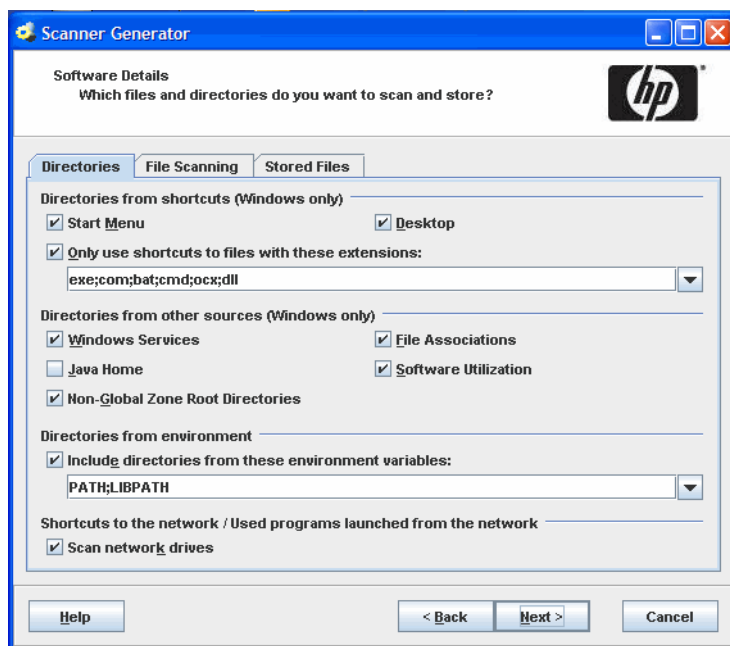 Scanner Generator
Software Details
Which files and directories do you want to scan and store?
hp
Directories File Scanning Stored Files
Directories from shortcuts (Windows only)
Start Menu Desktop
Only use shortcuts to files with these extensions:
exe;com;bat;cmd;ocx;dll
Directories from other sources (Windows only)
Windows Services File Associations
Java Home Software Utilization
Non-Global Zone Root Directories
Directories from environment
Include directories from these environment variables:
PATH;LIBPATH
Shortcuts to the network / Used programs launched from the network
Scan network drives
Help < Back Next > Cancel